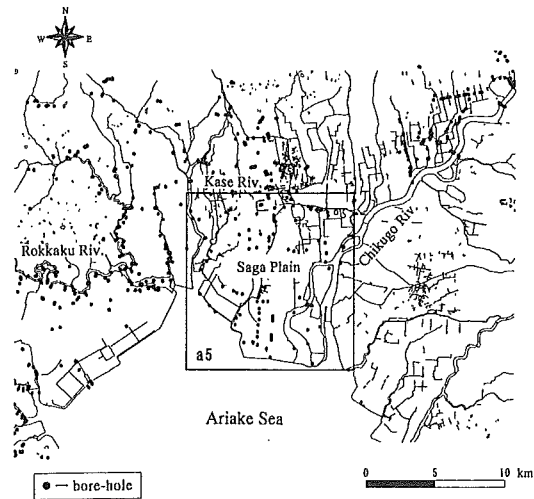 N
W E
S
Kase Riv.
Rokkaku Riv.
Chikugo Riv.
Saga Plain
a5
Ariake Sea
bore-hole
0 5 10 km